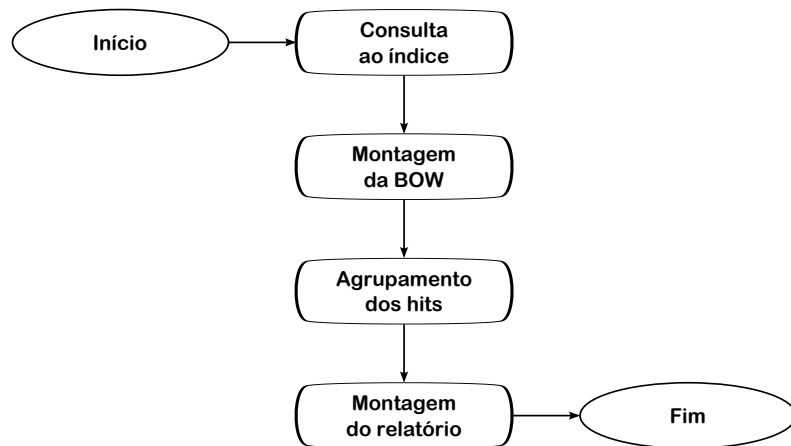 Início
Consulta
ao índice
Montagem
da BOW
Agrupamento
dos hits
Montagem
do relatório
Fim